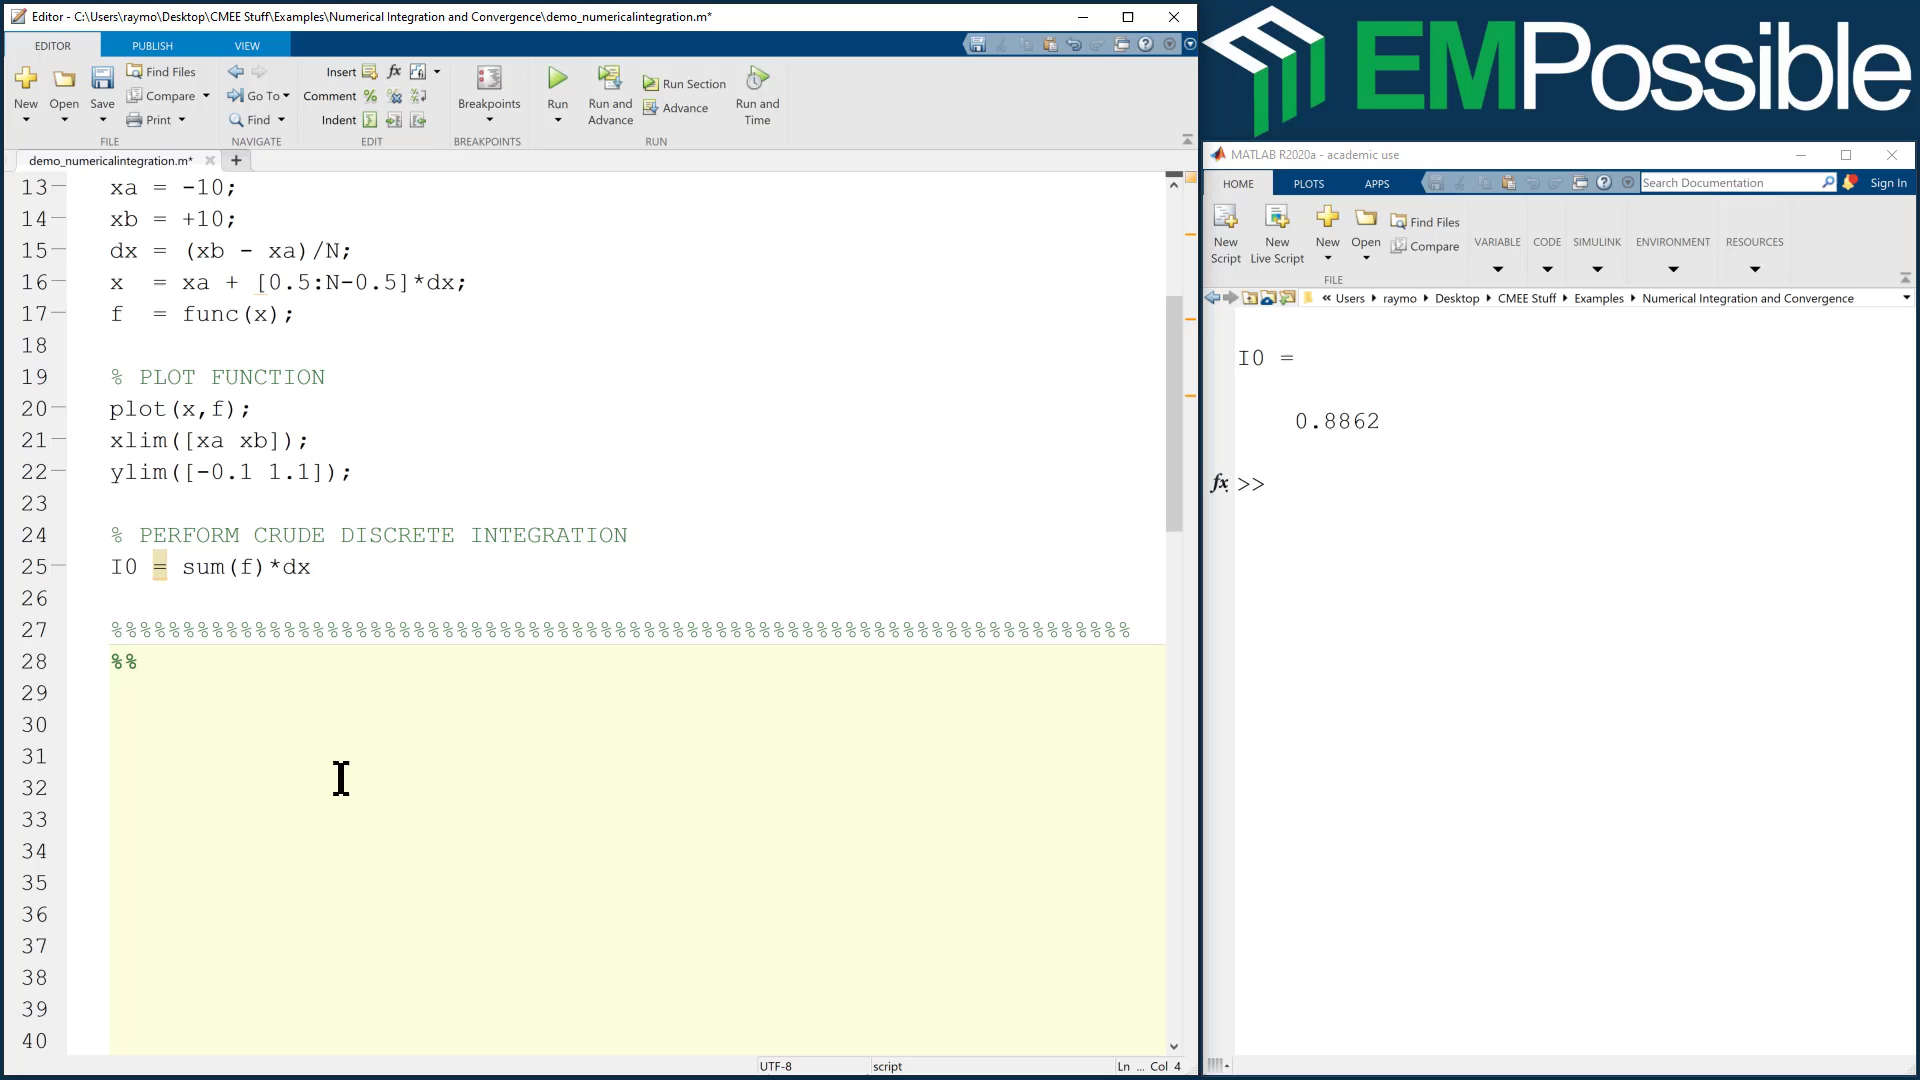 Editor - C:\Users\raymo\Desktop\CMEE Stuff\Examples\Numerical Integration and Convergence\demo_numericalintegration.m*
EDITOR PUBLISH VIEW
New Open Save Find Files Compare Print
FILE
Go To Find
NAVIGATE
Insert fx
Comment
Indent
EDIT
Breakpoints
BREAKPOINTS
Run Run and Advance Run Section Advance Run and Time
RUN
demo_numericalintegration.m* +
13 xa = -10;
14 xb = +10;
15 dx = (xb - xa)/N;
16 x = xa + [0.5:N-0.5]*dx;
17 f = func(x);
18
19 % PLOT FUNCTION
20 plot(x,f);
21 xlim([xa xb]);
22 ylim([-0.1 1.1]);
23
24 % PERFORM CRUDE DISCRETE INTEGRATION
25 I0 = sum(f)*dx
26
27 %%%%%%%%%%%%%%%%%%%%%%%%%%%%%%%%%%%%%%%%%%%%%%%%%%%%%%%%%%%%%%%%%%%%%%%
28 %%
29
30
31
32
33
34
35
36
37
38
39
40
UTF-8 script Ln ... Col 4
EMPossible
MATLAB R2020a - academic use
HOME PLOTS APPS Search Documentation Sign In
New Script New Live Script New Open Find Files Compare
FILE
VARIABLE CODE SIMULINK ENVIRONMENT RESOURCES
« Users raymo Desktop CMEE Stuff Examples Numerical Integration and Convergence
I0 =
0.8862
fx >>